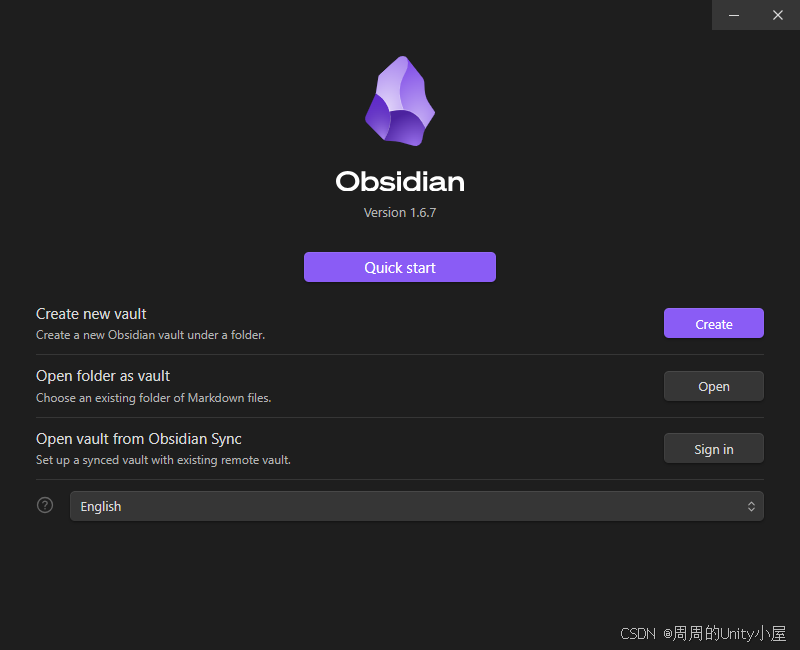 Obsidian
Version 1.6.7
Quick start
Create new vault
Create a new Obsidian vault under a folder.
Create
Open folder as vault
Choose an existing folder of Markdown files.
Open
Open vault from Obsidian Sync
Set up a synced vault with existing remote vault.
Sign in
?
English
CSDN @周周的Unity小屋